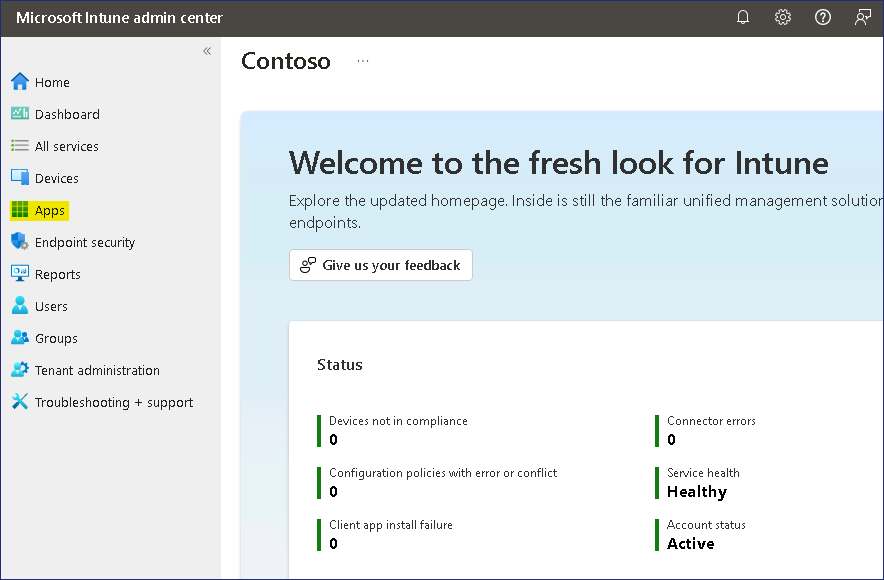 Microsoft Intune admin center
«
Home
Dashboard
All services
Devices
Apps
Endpoint security
Reports
Users
Groups
Tenant administration
Troubleshooting + support
Contoso ...
Welcome to the fresh look for Intune
Explore the updated homepage. Inside is still the familiar unified management solution
endpoints.
Give us your feedback
Status
Devices not in compliance
0
Connector errors
0
Configuration policies with error or conflict
0
Service health
Healthy
Client app install failure
0
Account status
Active